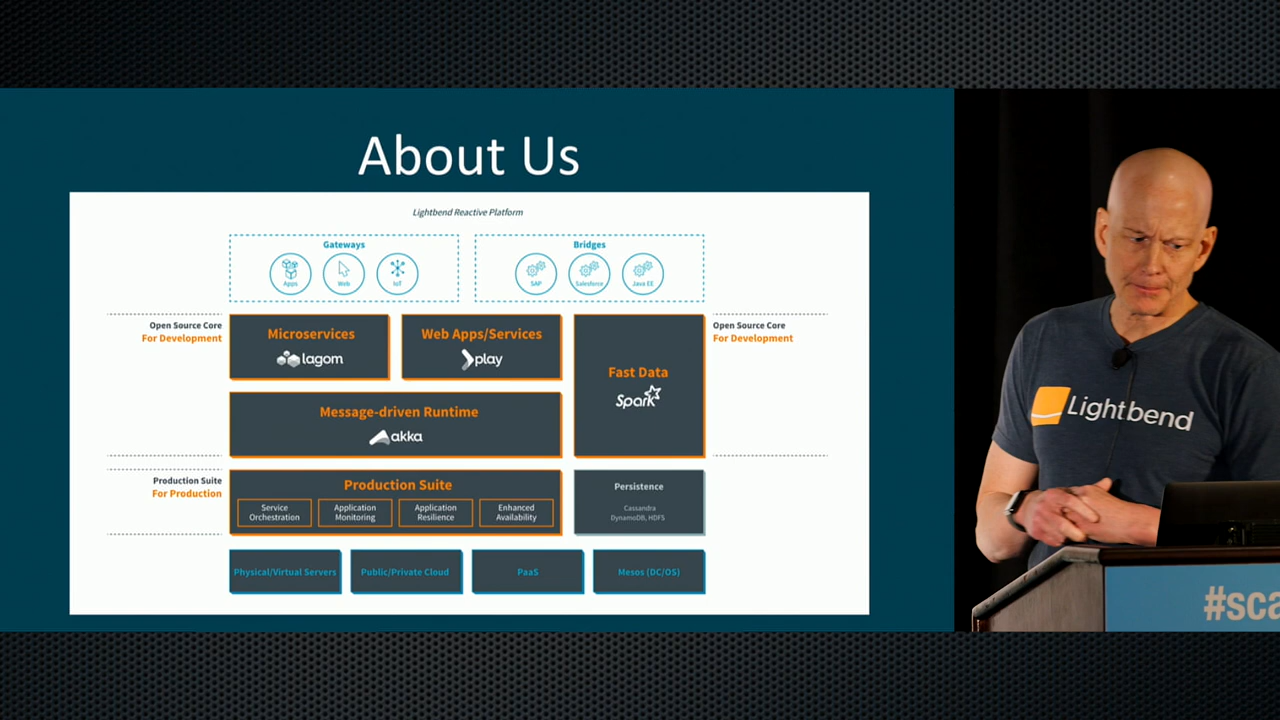 About Us
Lightbend Reactive Platform
Gateways
Apps
Web
IoT
Bridges
SAP
Salesforce
Java EE
Open Source Core
For Development
Microservices
lagom
Web Apps/Services
play
Fast Data
Spark
Open Source Core
For Development
Message-driven Runtime
akka
Production Suite
For Production
Production Suite
Service
Orchestration
Application
Monitoring
Application
Resilience
Enhanced
Availability
Persistence
Cassandra
DynamoDB, HDFS
Physical/Virtual Servers
Public/Private Cloud
PaaS
Mesos (DC/OS)
Lightbend
#sca